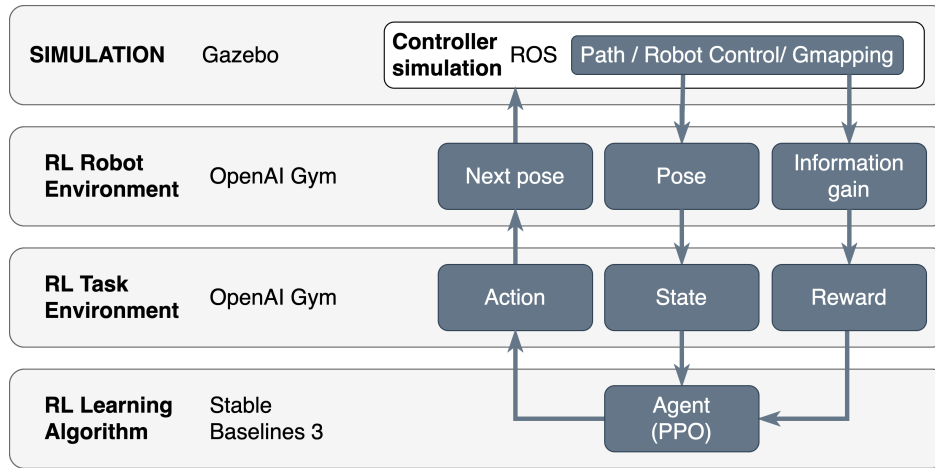 SIMULATION Gazebo
Controller
simulation ROS Path / Robot Control/ Gmapping
RL Robot
Environment OpenAI Gym
Next pose
Pose
Information
gain
RL Task
Environment OpenAI Gym
Action
State
Reward
RL Learning
Algorithm
Stable
Baselines 3
Agent
(PPO)